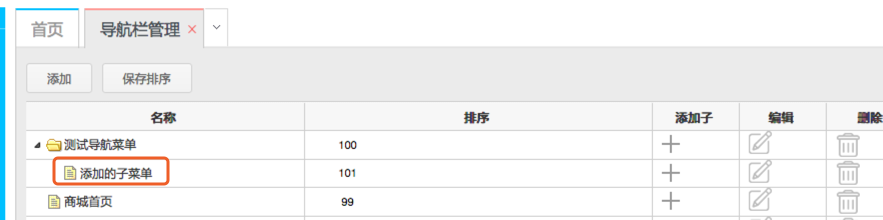 首页 导航栏管理 ×
添加 保存排序
名称 排序 添加子 编辑 删除
测试导航菜单 100
添加的子菜单 101
商城首页 99